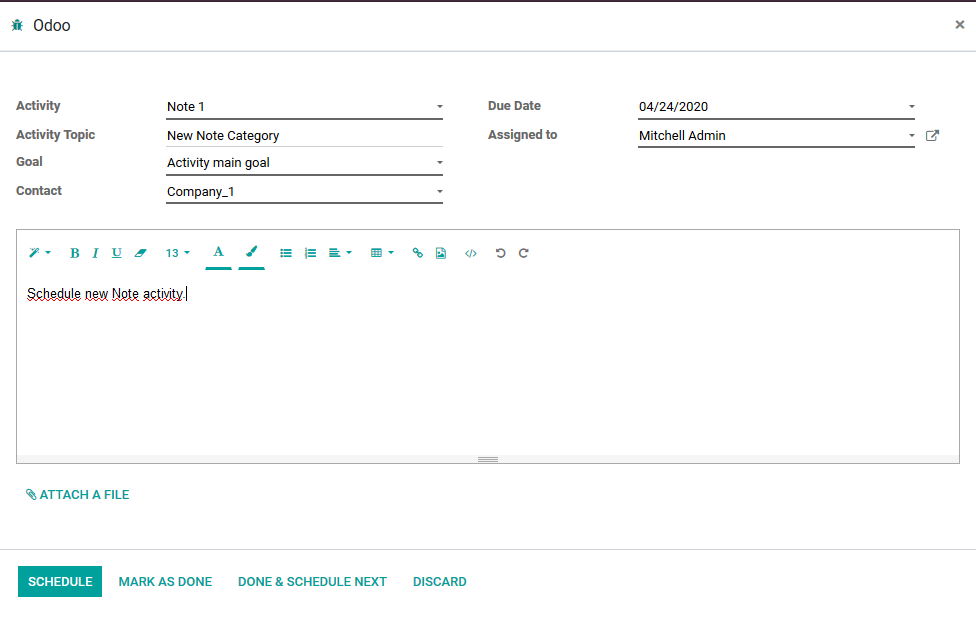 Odoo ×
Activity Note 1 Due Date 04/24/2020
Activity Topic New Note Category Assigned to Mitchell Admin
Goal Activity main goal
Contact Company_1
B I U 13 A
Schedule new Note activity.
ATTACH A FILE
SCHEDULE MARK AS DONE DONE & SCHEDULE NEXT DISCARD